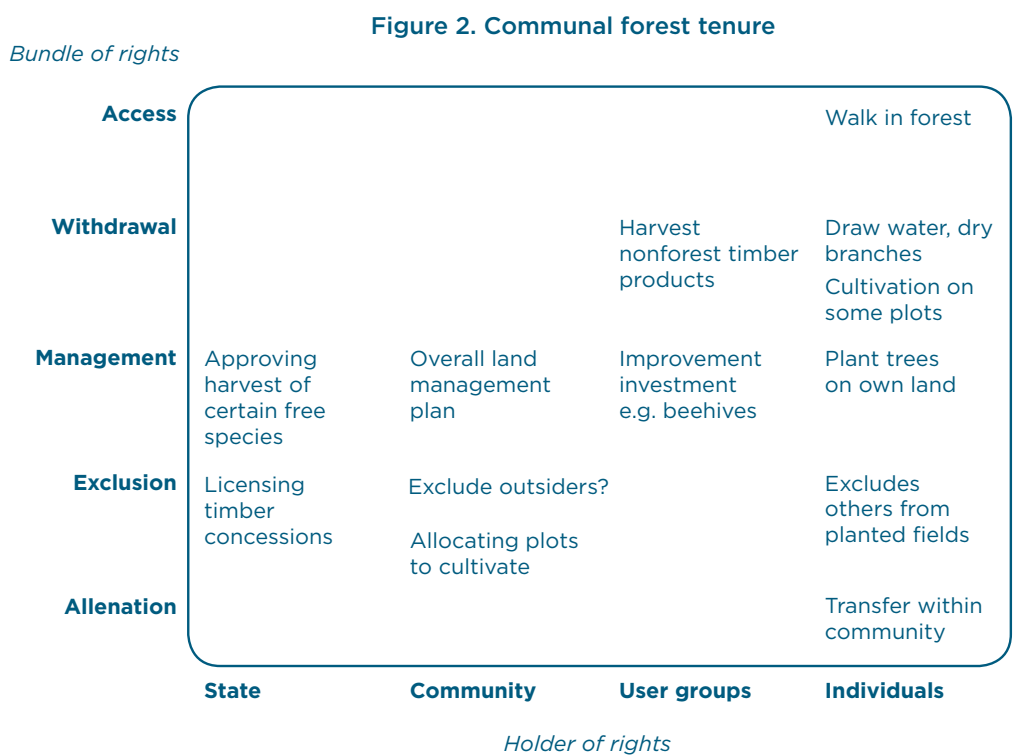 Figure 2. Communal forest tenure
Bundle of rights
Access
Walk in forest
Withdrawal
Harvest
nonforest timber
products
Draw water, dry
branches
Cultivation on
some plots
Management
Approving
harvest of
certain free
species
Overall land
management
plan
Improvement
investment
e.g. beehives
Plant trees
on own land
Exclusion
Licensing
timber
concessions
Exclude outsiders?
Allocating plots
to cultivate
Excludes
others from
planted fields
Allenation
Transfer within
community
State
Community
User groups
Individuals
Holder of rights